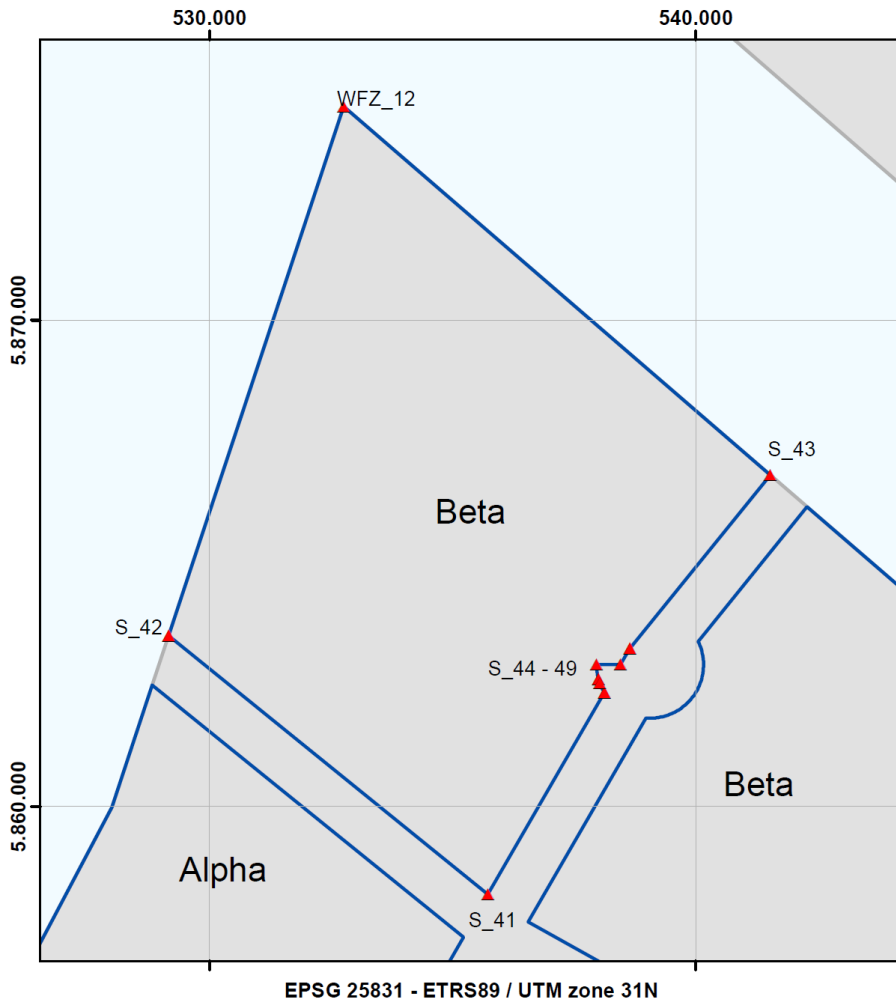 530.000
540.000
WFZ_12
5.870.000
S_43
Beta
S_42
S_44 - 49
Beta
5.860.000
Alpha
S_41
EPSG 25831 - ETRS89 / UTM zone 31N